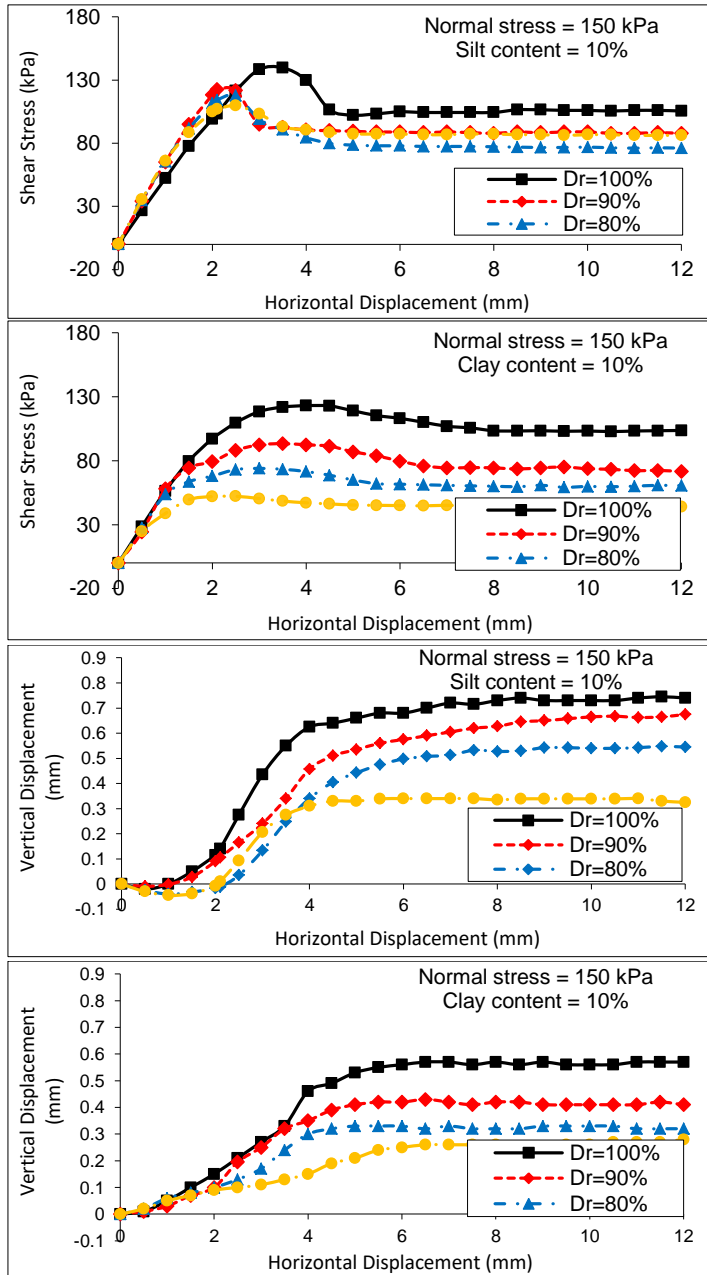 Normal stress = 150 kPa
Silt content = 10%
Shear Stress (kPa)
180
130
80
30
-20
0 2 4 6 8 10 12
Dr=100%
Dr=90%
Dr=80%
Horizontal Displacement (mm)
Normal stress = 150 kPa
Clay content = 10%
Shear Stress (kPa)
180
130
80
30
-20
0 2 4 6 8 10 12
Dr=100%
Dr=90%
Dr=80%
Horizontal Displacement (mm)
Normal stress = 150 kPa
Silt content = 10%
Vertical Displacement
(mm)
0.9
0.8
0.7
0.6
0.5
0.4
0.3
0.2
0.1
0
-0.1
0 2 4 6 8 10 12
Dr=100%
Dr=90%
Dr=80%
Horizontal Displacement (mm)
Normal stress = 150 kPa
Clay content = 10%
Vertical Displacement
(mm)
0.9
0.8
0.7
0.6
0.5
0.4
0.3
0.2
0.1
0
-0.1
0 2 4 6 8 10 12
Dr=100%
Dr=90%
Dr=80%
Horizontal Displacement (mm)